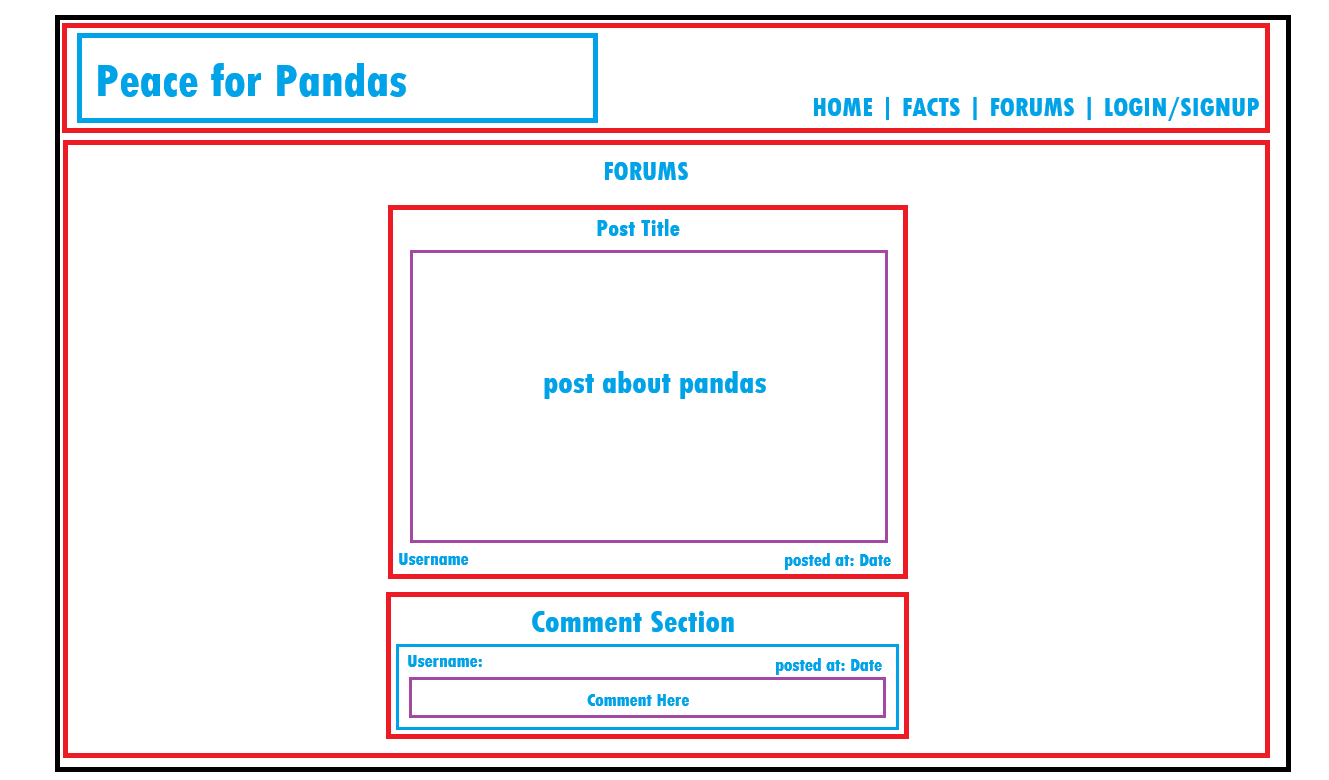 Peace for Pandas
HOME | FACTS | FORUMS | LOGIN/SIGNUP
FORUMS
Post Title
post about pandas
Username
posted at: Date
Comment Section
Username:
posted at: Date
Comment Here